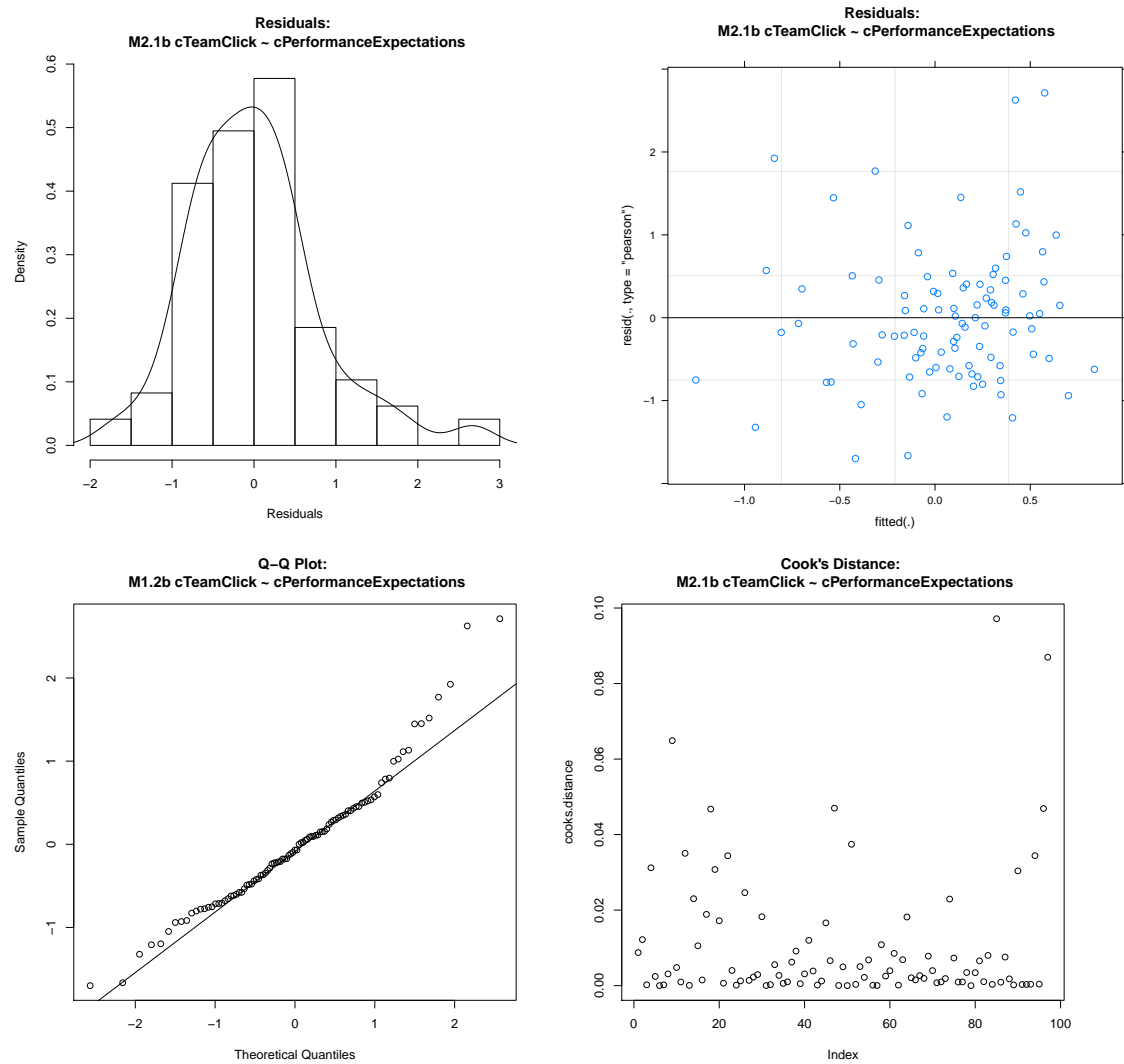 Residuals:
M2.1b cTeamClick ~ cPerformanceExpectations
Density
0.0
0.1
0.2
0.3
0.4
0.5
0.6
−2
−1
0
1
2
3
Residuals
Residuals:
M2.1b cTeamClick ~ cPerformanceExpectations
resid(., type = "pearson")
2
1
0
−1
−1.0
−0.5
0.0
0.5
fitted(.)
Q−Q Plot:
M1.2b cTeamClick ~ cPerformanceExpectations
Sample Quantiles
2
1
0
−1
−2
−1
0
1
2
Theoretical Quantiles
Cook's Distance:
M2.1b cTeamClick ~ cPerformanceExpectations
cooks.distance
0.10
0.08
0.06
0.04
0.02
0.00
0
20
40
60
80
100
Index